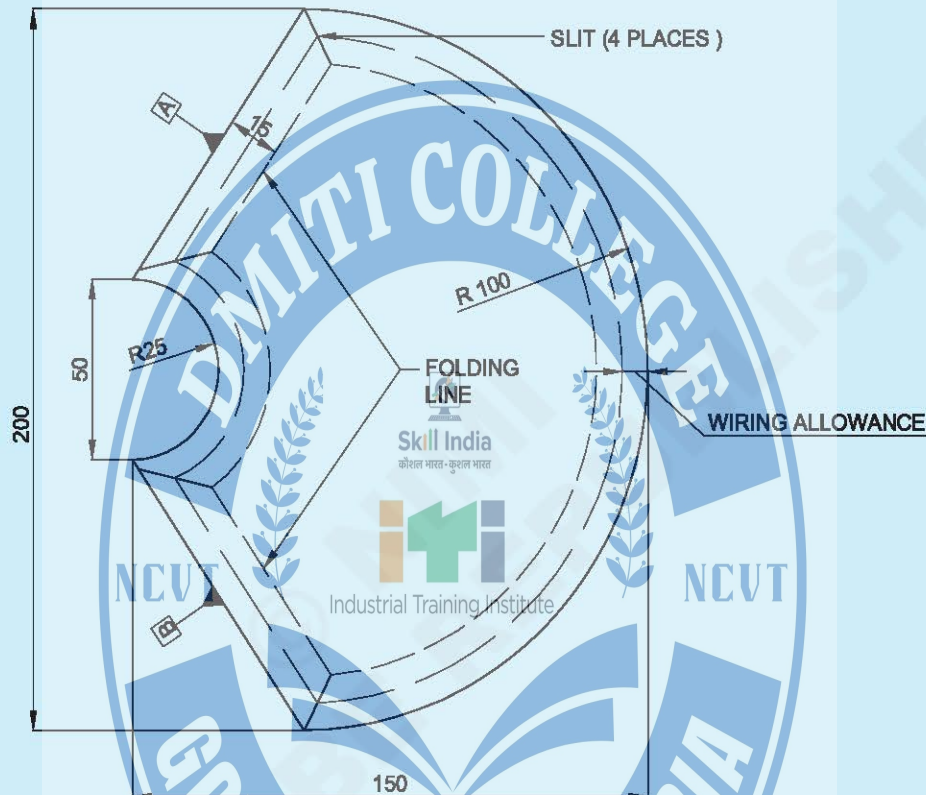 SLIT (4 PLACES )
A
15
DMITI COLLEGE
R 100
R25
50
200
FOLDING
LINE
WIRING ALLOWANCE
Skill India
कौशल भारत-कुशल भारत
iTi
Industrial Training Institute
NCVT
NCVT
B
150